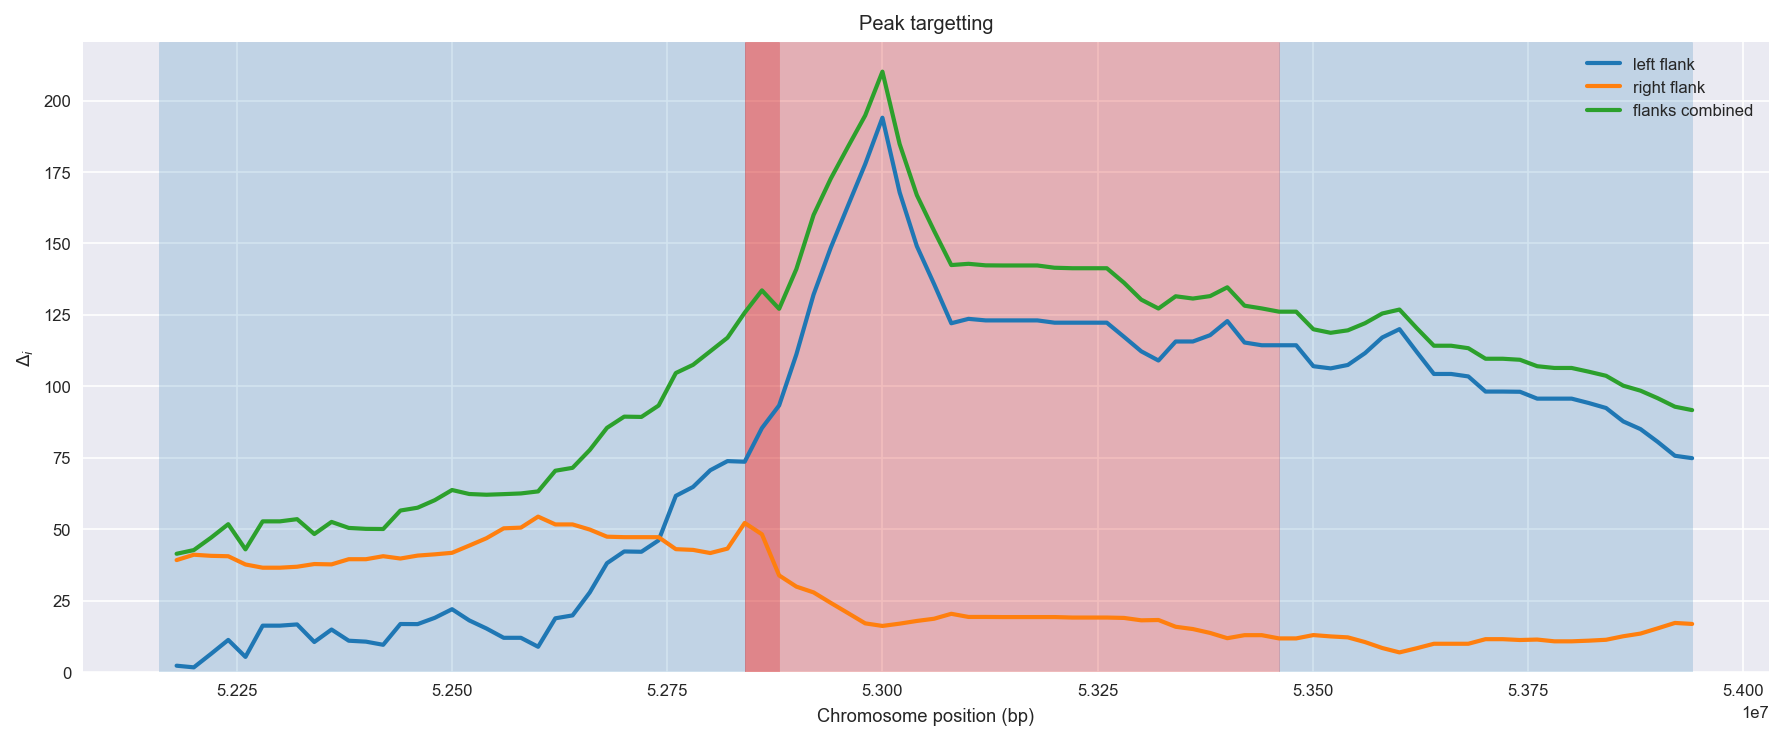 Peak targetting
left flank
right flank
flanks combined
200
175
150
125
100
75
50
25
0
Δi
5.225 5.250 5.275 5.300 5.325 5.350 5.375 5.400
1e7
Chromosome position (bp)